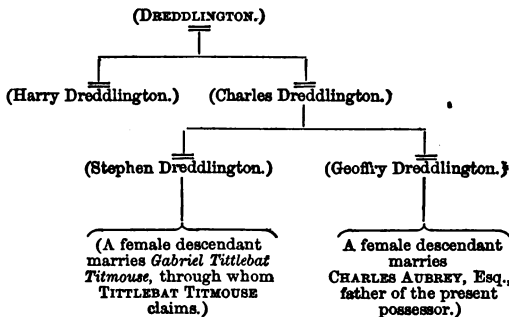 (DREDDLINGTON.)
(Harry Dreddlington.) (Charles Dreddlington.)
(Stephen Dreddlington.) (Geoffry Dreddlington.)
(A female descendant
marries Gabriel Tittlebat
Titmouse, through whom
TITTLEBAT TITMOUSE
claims.)
A female descendant
marries
CHARLES AUBREY, Esq.,
father of the present
possessor.)